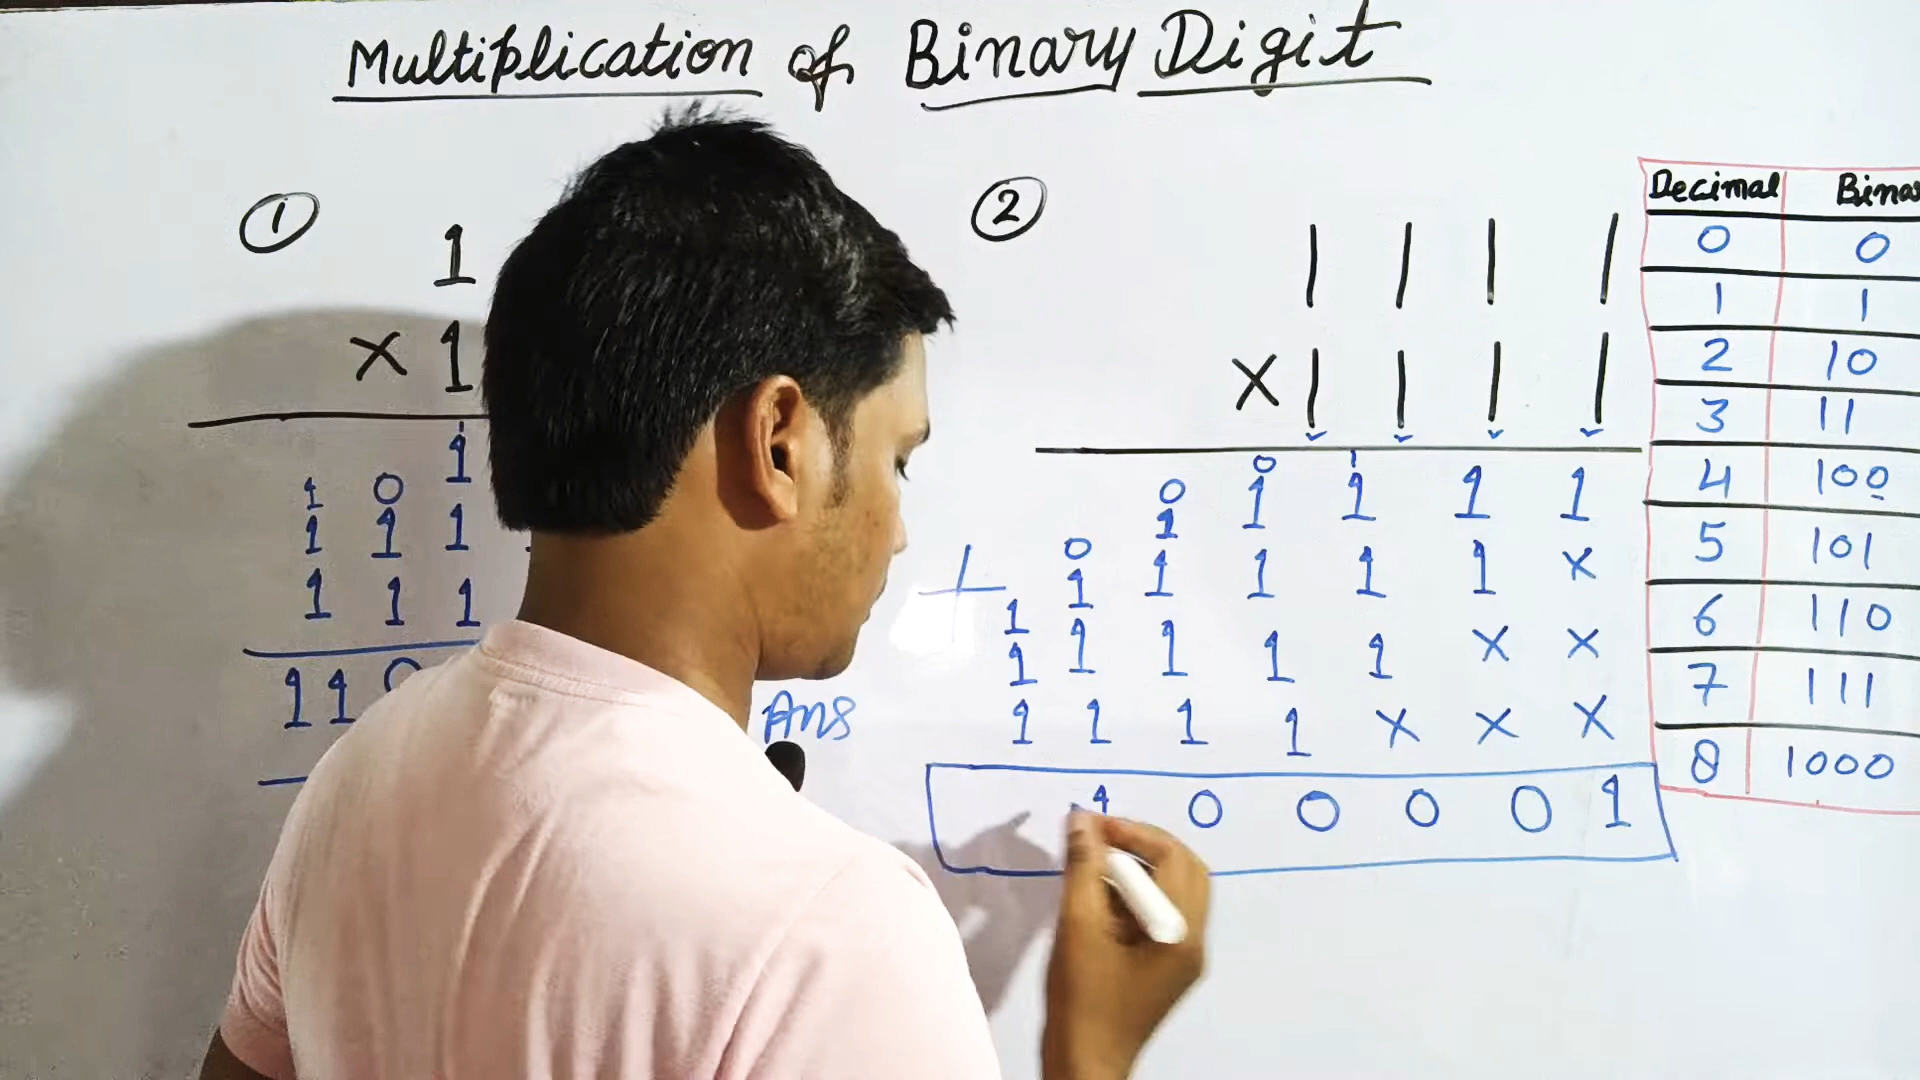 Multiplication of Binary Digit
①
1
× 1
1
1
1 0
1 1 1
1 1 1
1 1 0
Ans
②
1 1 1 1
× 1 1 1 1
0 1
0 1 1 1 1
1
0
+ 1 1 1 1 1 ×
1
1 1 1 1 1 × ×
1 1 1 1 × × ×
1 0 0 0 0 1
Decimal Binar
0 0
1 1
2 10
3 11
4 100
5 101
6 110
7 111
8 1000